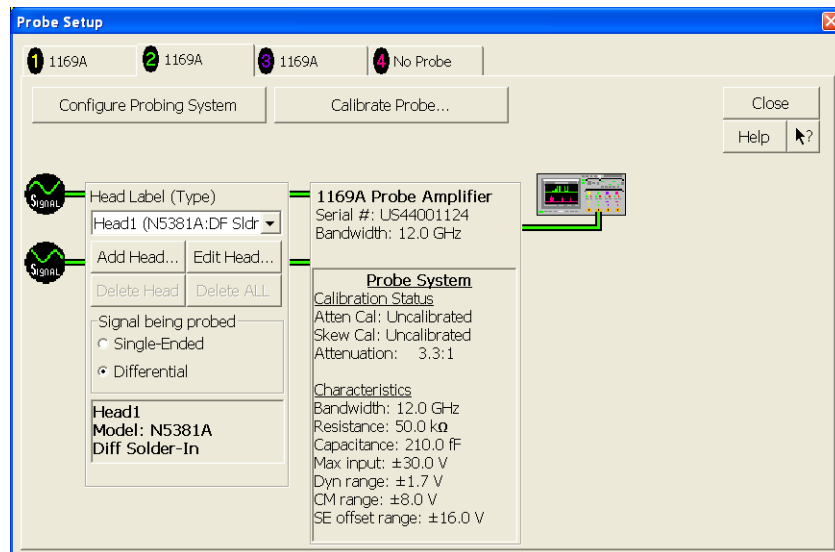 Probe Setup
1 1169A
2 1169A
3 1169A
4 No Probe
Configure Probing System
Calibrate Probe...
Close
Help
?
SIGNAL
SIGNAL
Head Label (Type)
Head1 (N5381A:DF Sldr
Add Head...
Edit Head...
Delete Head
Delete ALL
Signal being probed
Single-Ended
Differential
Head1
Model: N5381A
Diff Solder-In
1169A Probe Amplifier
Serial #: US44001124
Bandwidth: 12.0 GHz
Probe System
Calibration Status
Atten Cal: Uncalibrated
Skew Cal: Uncalibrated
Attenuation: 3.3:1
Characteristics
Bandwidth: 12.0 GHz
Resistance: 50.0 kΩ
Capacitance: 210.0 fF
Max input: ±30.0 V
Dyn range: ±1.7 V
CM range: ±8.0 V
SE offset range: ±16.0 V